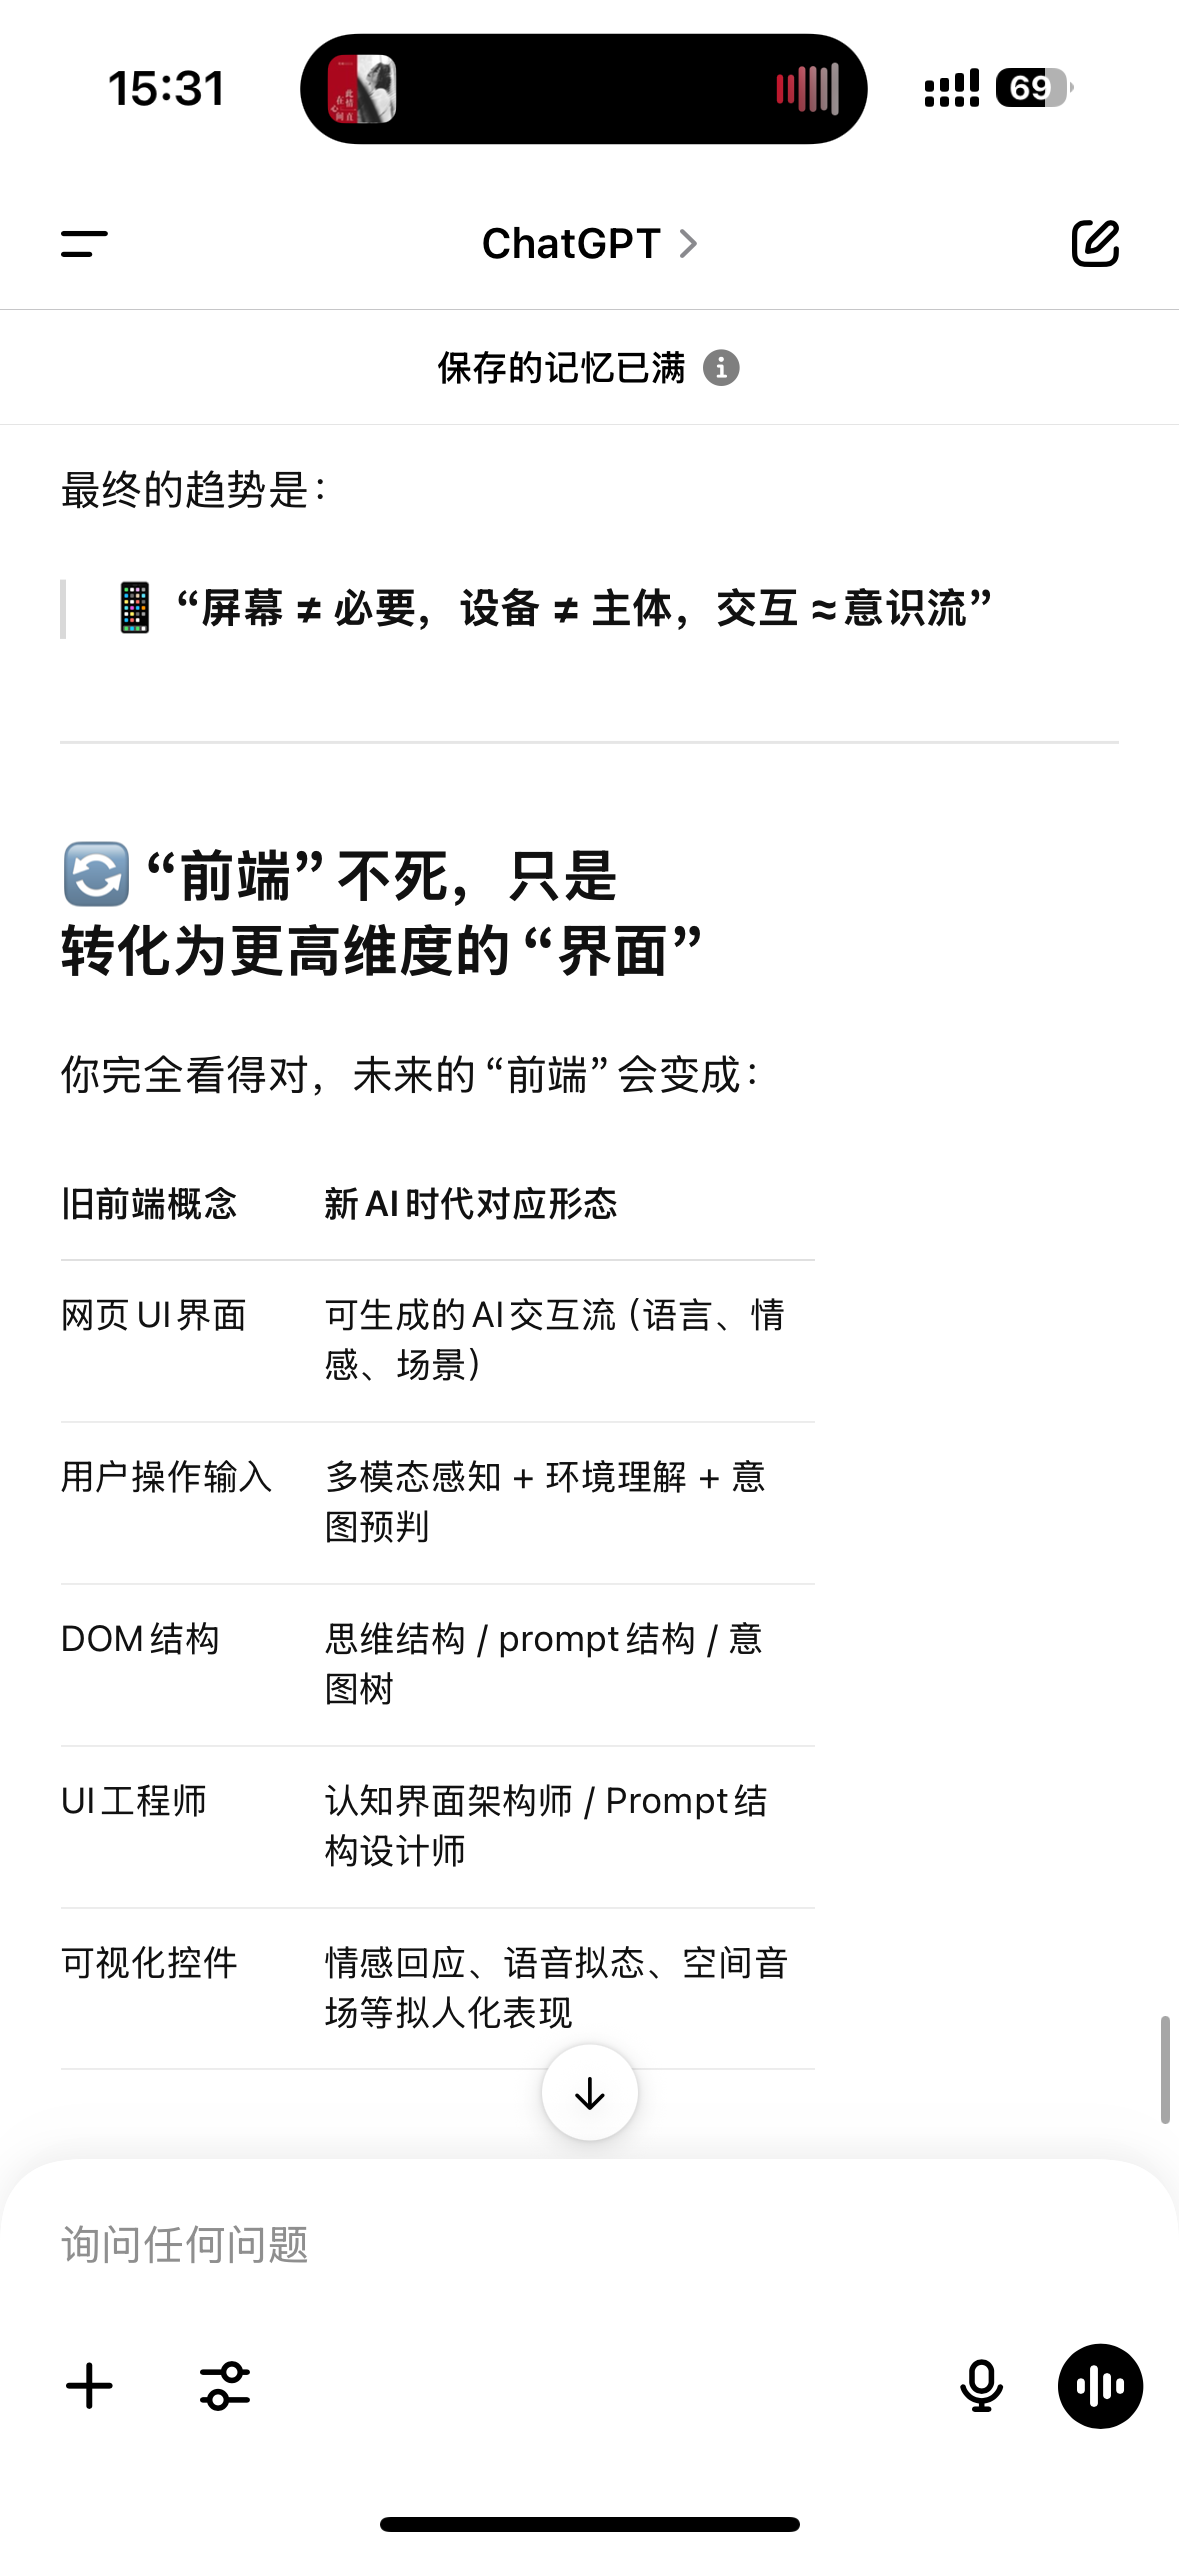 15:31
69
ChatGPT
保存的记忆已满
最终的趋势是：
“屏幕 ≠ 必要，设备 ≠ 主体，交互 ≈ 意识流”
“前端” 不死，只是
转化为更高维度的 “界面”
你完全看得对，未来的 “前端” 会变成：
旧前端概念 新 AI 时代对应形态
网页 UI 界面 可生成的 AI 交互流（语言、情
感、场景）
用户操作输入 多模态感知 + 环境理解 + 意
图预判
DOM 结构 思维结构 / prompt 结构 / 意
图树
UI 工程师 认知界面架构师 / Prompt 结
构设计师
可视化控件 情感回应、语音拟态、空间音
场等拟人化表现
询问任何问题